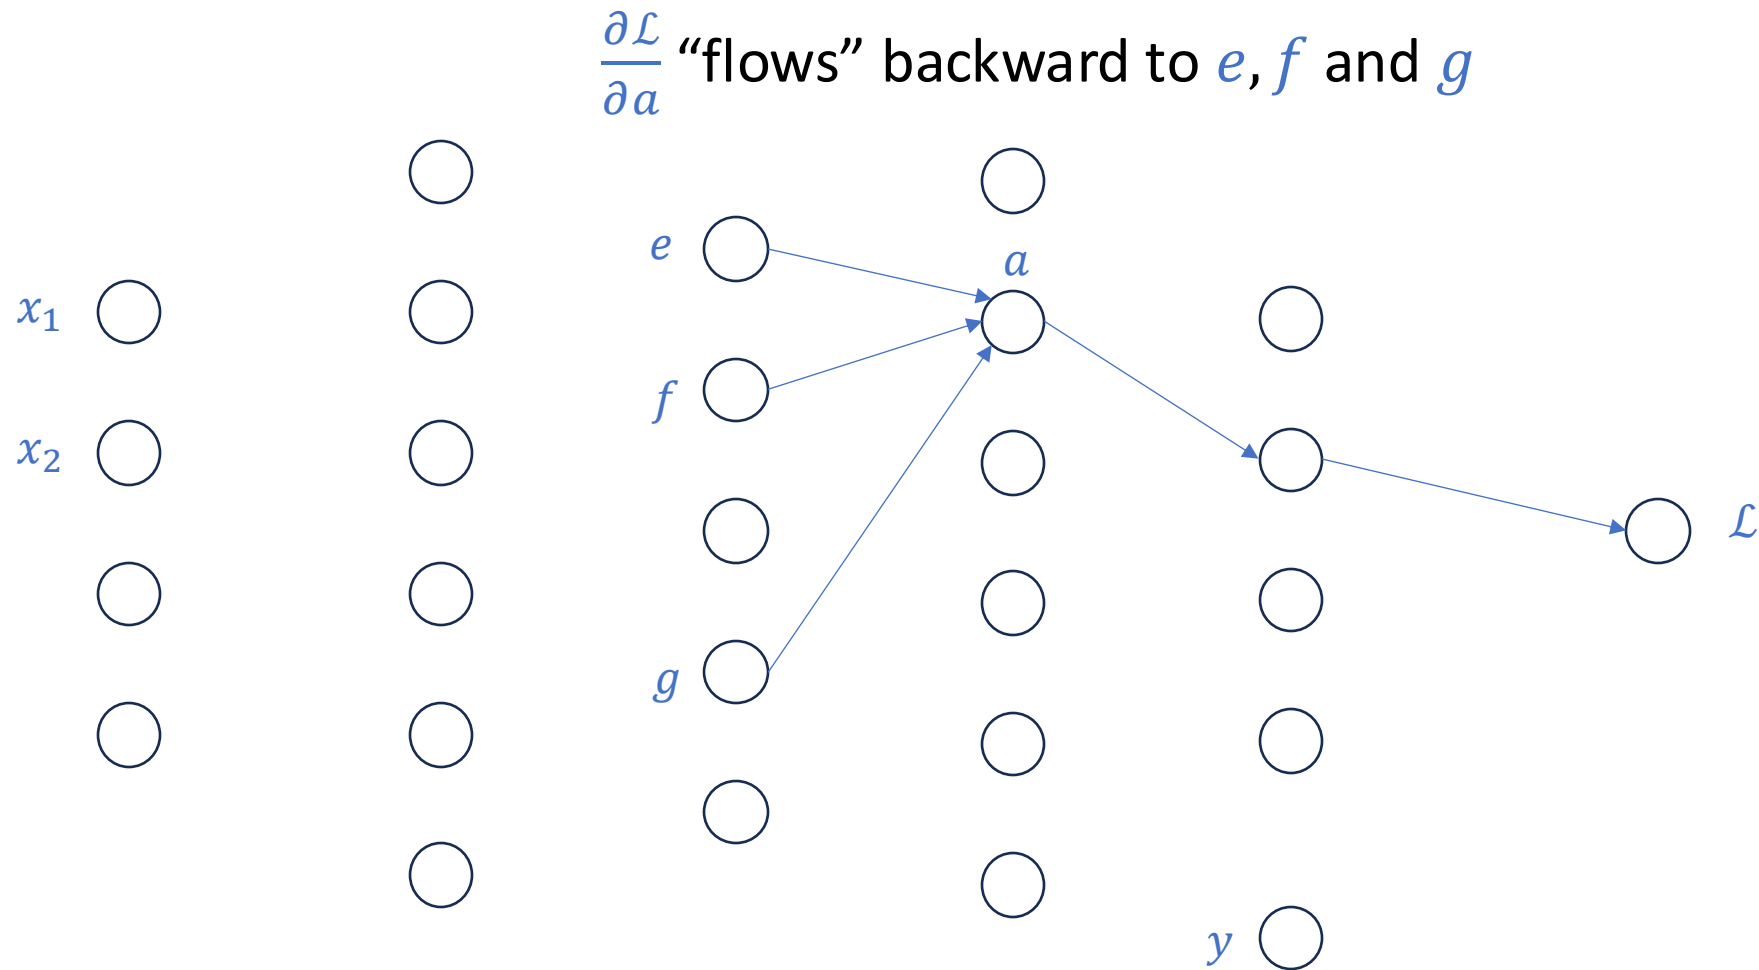 ∂ℒ/∂a “flows” backward to e, f and g
e
a
x₁
f
x₂
ℒ
g
y